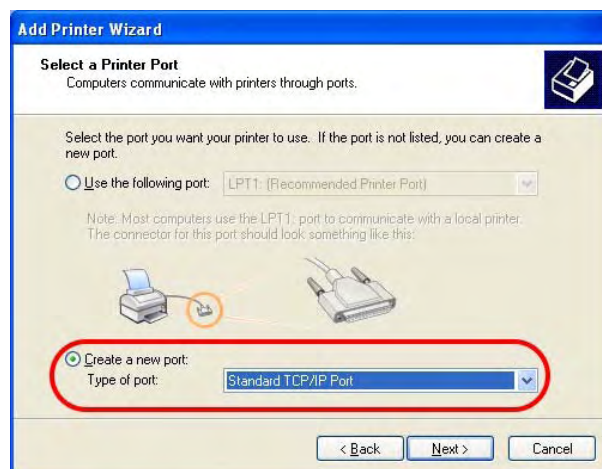 Add Printer Wizard
Select a Printer Port
Computers communicate with printers through ports.
Select the port you want your printer to use. If the port is not listed, you can create a
new port.
Use the following port: LPT1: (Recommended Printer Port)
Note: Most computers use the LPT1: port to communicate with a local printer.
The connector for this port should look something like this:
Create a new port:
Type of port: Standard TCP/IP Port
< Back Next > Cancel